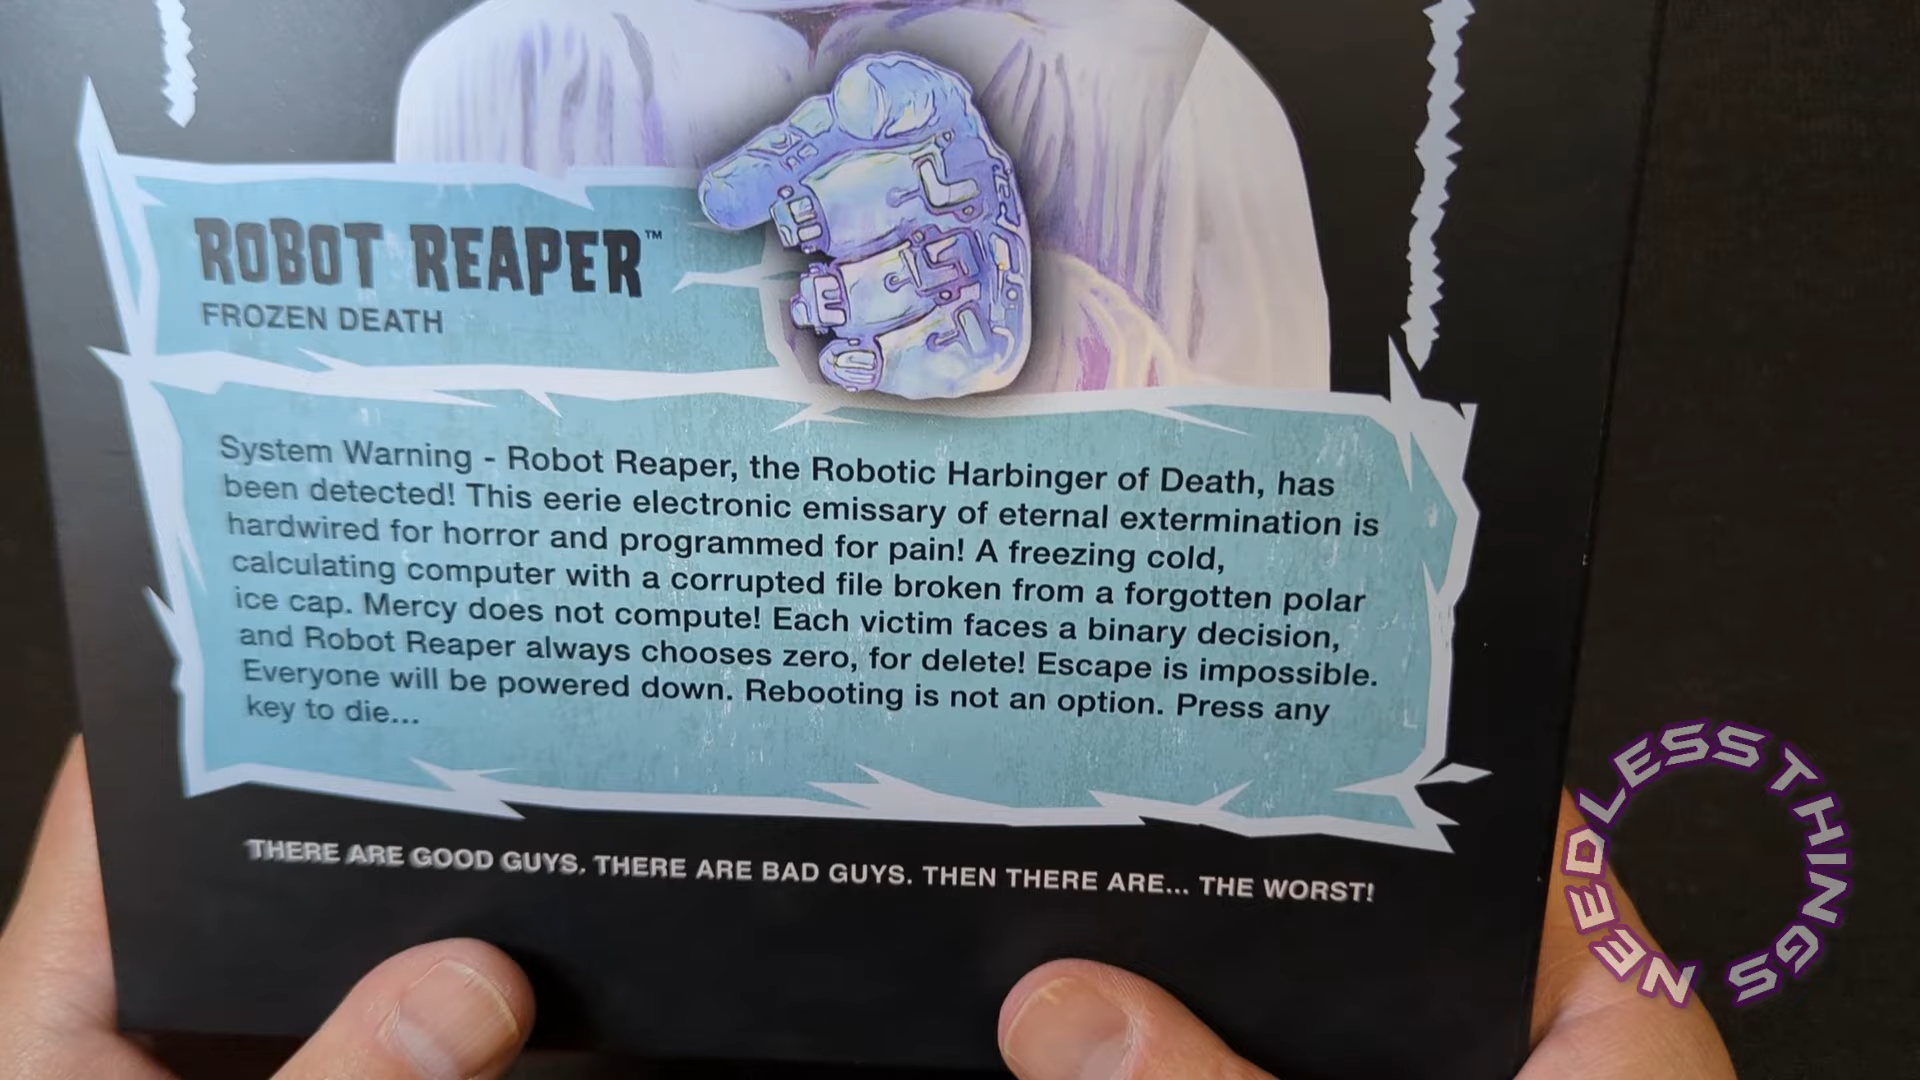 ROBOT REAPER™
FROZEN DEATH
System Warning - Robot Reaper, the Robotic Harbinger of Death, has
been detected! This eerie electronic emissary of eternal extermination is
hardwired for horror and programmed for pain! A freezing cold,
calculating computer with a corrupted file broken from a forgotten polar
ice cap. Mercy does not compute! Each victim faces a binary decision,
and Robot Reaper always chooses zero, for delete! Escape is impossible.
Everyone will be powered down. Rebooting is not an option. Press any
key to die...
THERE ARE GOOD GUYS. THERE ARE BAD GUYS. THEN THERE ARE... THE WORST!
NEEDLESS THINGS